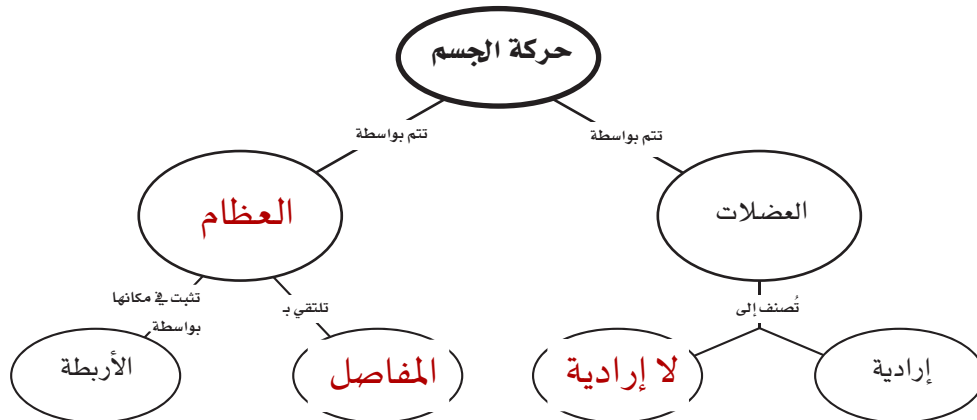 حركة الجسم
تتم بواسطة
تتم بواسطة
العضلات
العظام
تُصنف إلى
تلتقي بـ
تثبت في مكانها
بواسطة
إرادية
لا إرادية
المفاصل
الأربطة